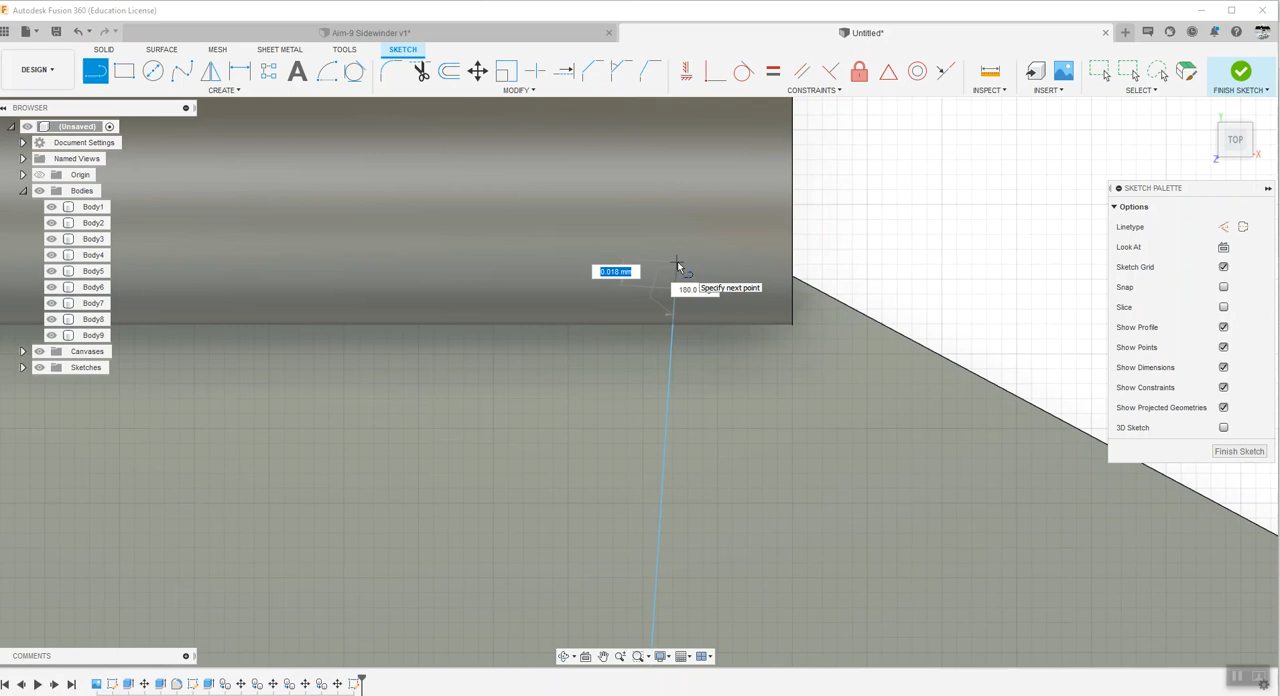 Autodesk Fusion 360 (Education License)
Aim-9 Sidewinder v1*
Untitled*
DESIGN
SOLID
SURFACE
MESH
SHEET METAL
TOOLS
SKETCH
CREATE
MODIFY
CONSTRAINTS
INSPECT
INSERT
SELECT
FINISH SKETCH
BROWSER
(Unsaved)
Document Settings
Named Views
Origin
Bodies
Body1
Body2
Body3
Body4
Body5
Body6
Body7
Body8
Body9
Canvases
Sketches
0.018 mm
180.0
Specify next point
Y
TOP
X
Z
SKETCH PALETTE
Options
Linetype
Look At
Sketch Grid
Snap
Slice
Show Profile
Show Points
Show Dimensions
Show Constraints
Show Projected Geometries
3D Sketch
Finish Sketch
COMMENTS